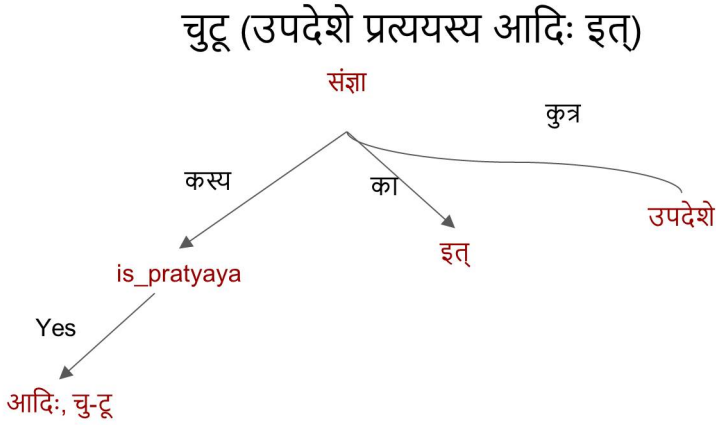 चुटू (उपदेशे प्रत्ययस्य आदिः इत्)
संज्ञा
कुत्र
कस्य
का
उपदेशे
इत्
is_pratyaya
Yes
आदिः, चु-टू